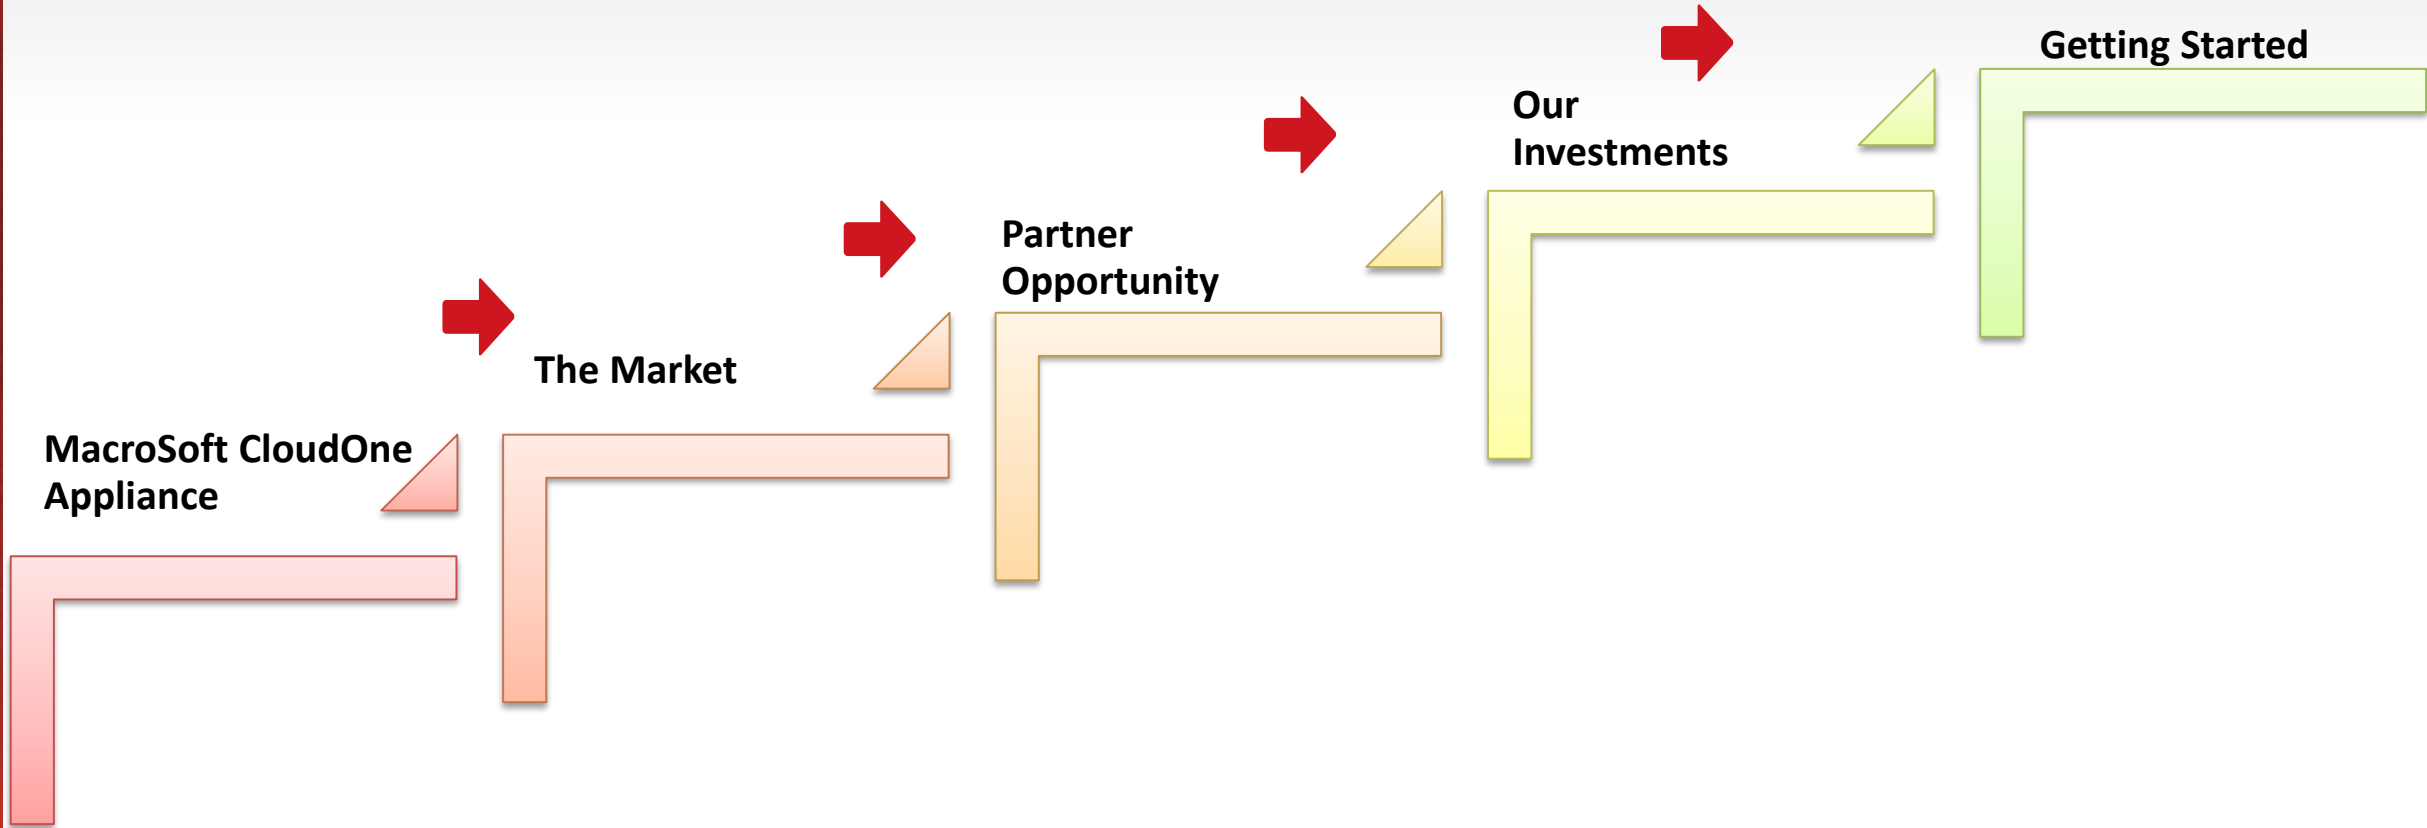 MacroSoft CloudOne
Appliance
The Market
Partner
Opportunity
Our
Investments
Getting Started